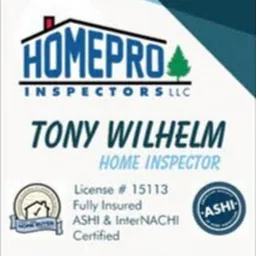 HOMEPRO
INSPECTORS LLC
TONY WILHELM
HOME INSPECTOR
License # 15113
Fully Insured
ASHI & InterNACHI
Certified
ASHI